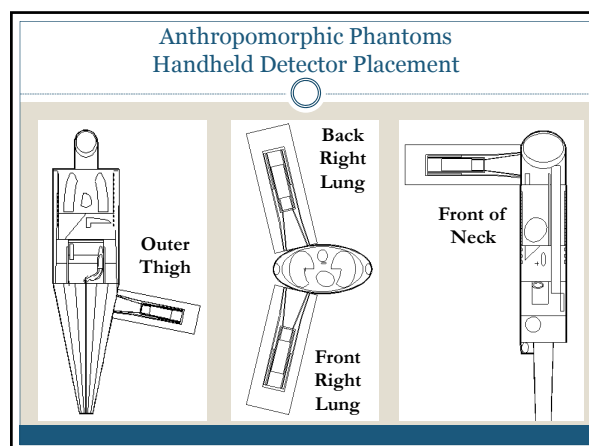 Anthropomorphic Phantoms
Handheld Detector Placement
Outer
Thigh
Back
Right
Lung
Front
Right
Lung
Front of
Neck